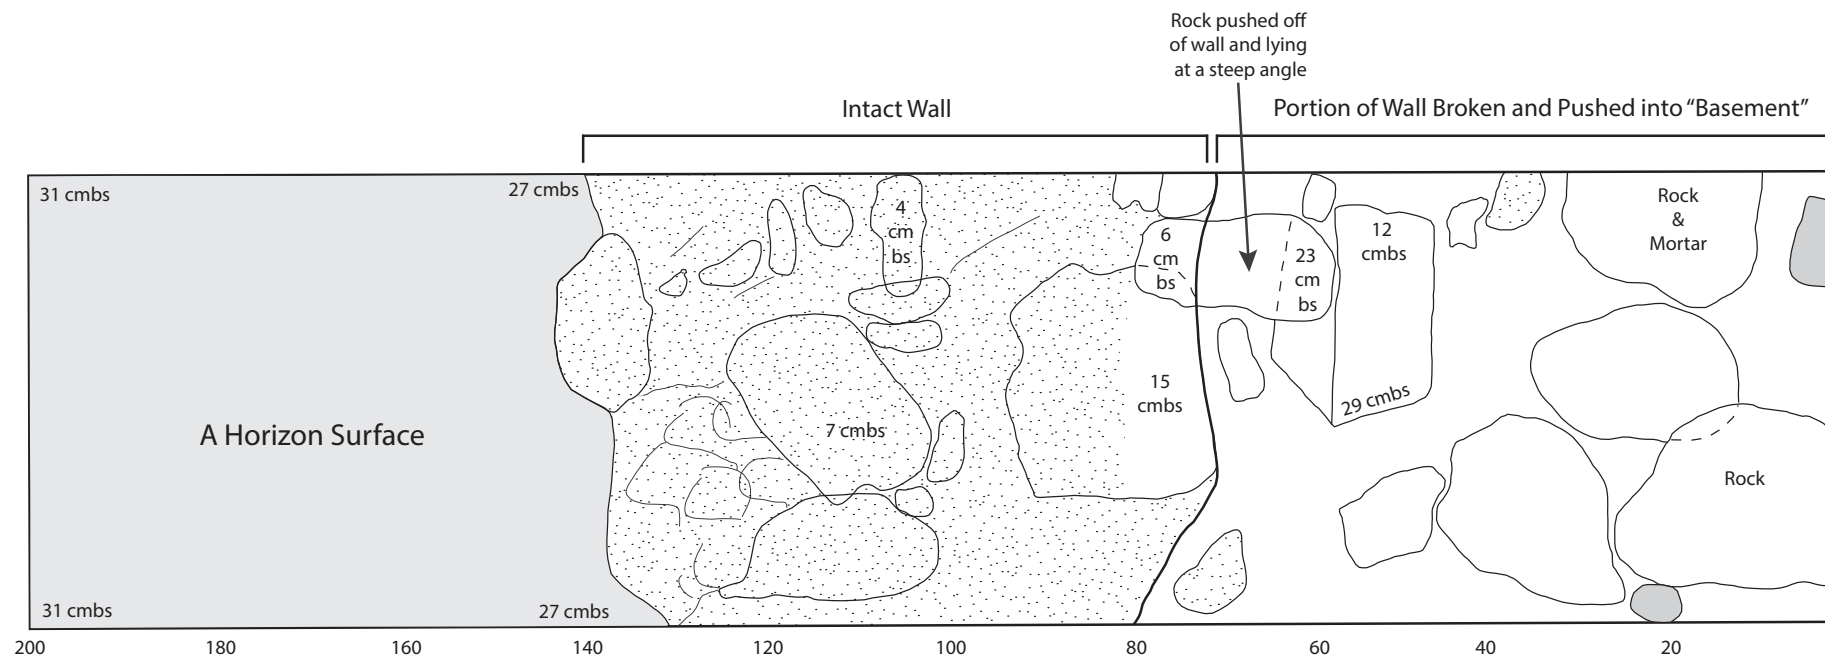 Rock pushed off
of wall and lying
at a steep angle
Intact Wall
Portion of Wall Broken and Pushed into “Basement”
31 cmbs
27 cmbs
4
cm
bs
6
cm
bs
23
cm
bs
12
cmbs
Rock
&
Mortar
15
cmbs
29 cmbs
A Horizon Surface
7 cmbs
Rock
31 cmbs
27 cmbs
200
180
160
140
120
100
80
60
40
20